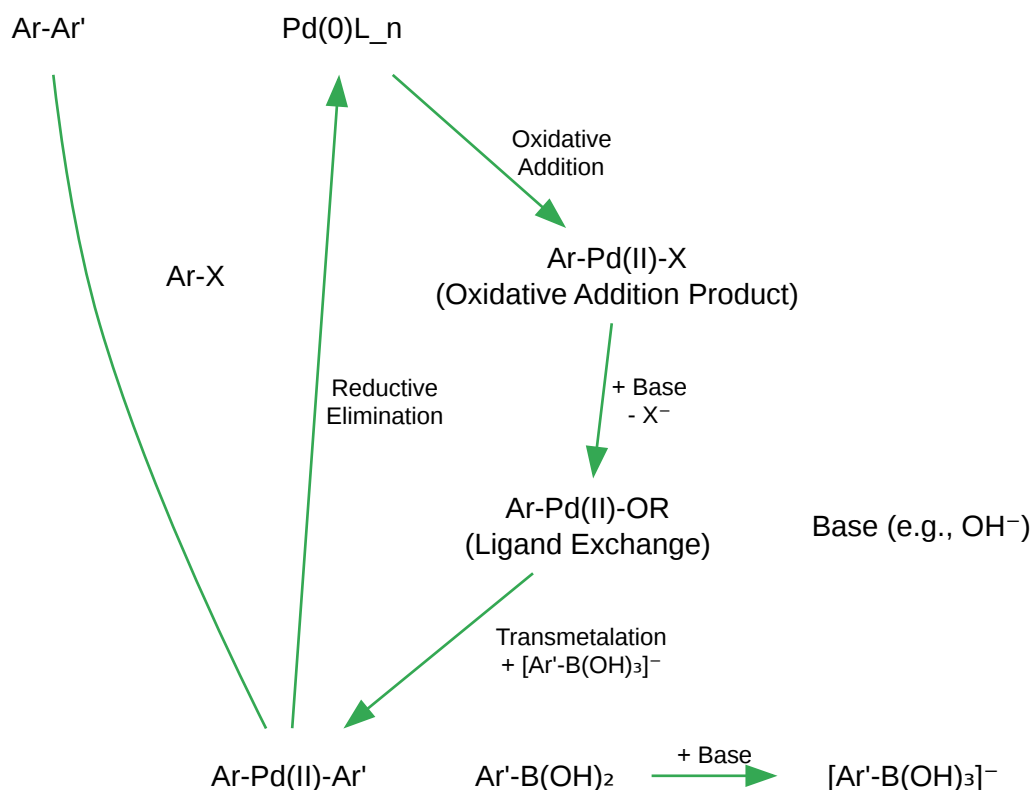 Ar-Ar'
Pd(0)L_n
Oxidative
Addition
Ar-Pd(II)-X
(Oxidative Addition Product)
Ar-X
Reductive
Elimination
+ Base
- X⁻
Ar-Pd(II)-OR
(Ligand Exchange)
Base (e.g., OH⁻)
Transmetalation
+ [Ar'-B(OH)₃]⁻
Ar-Pd(II)-Ar'
Ar'-B(OH)₂
+ Base
[Ar'-B(OH)₃]⁻